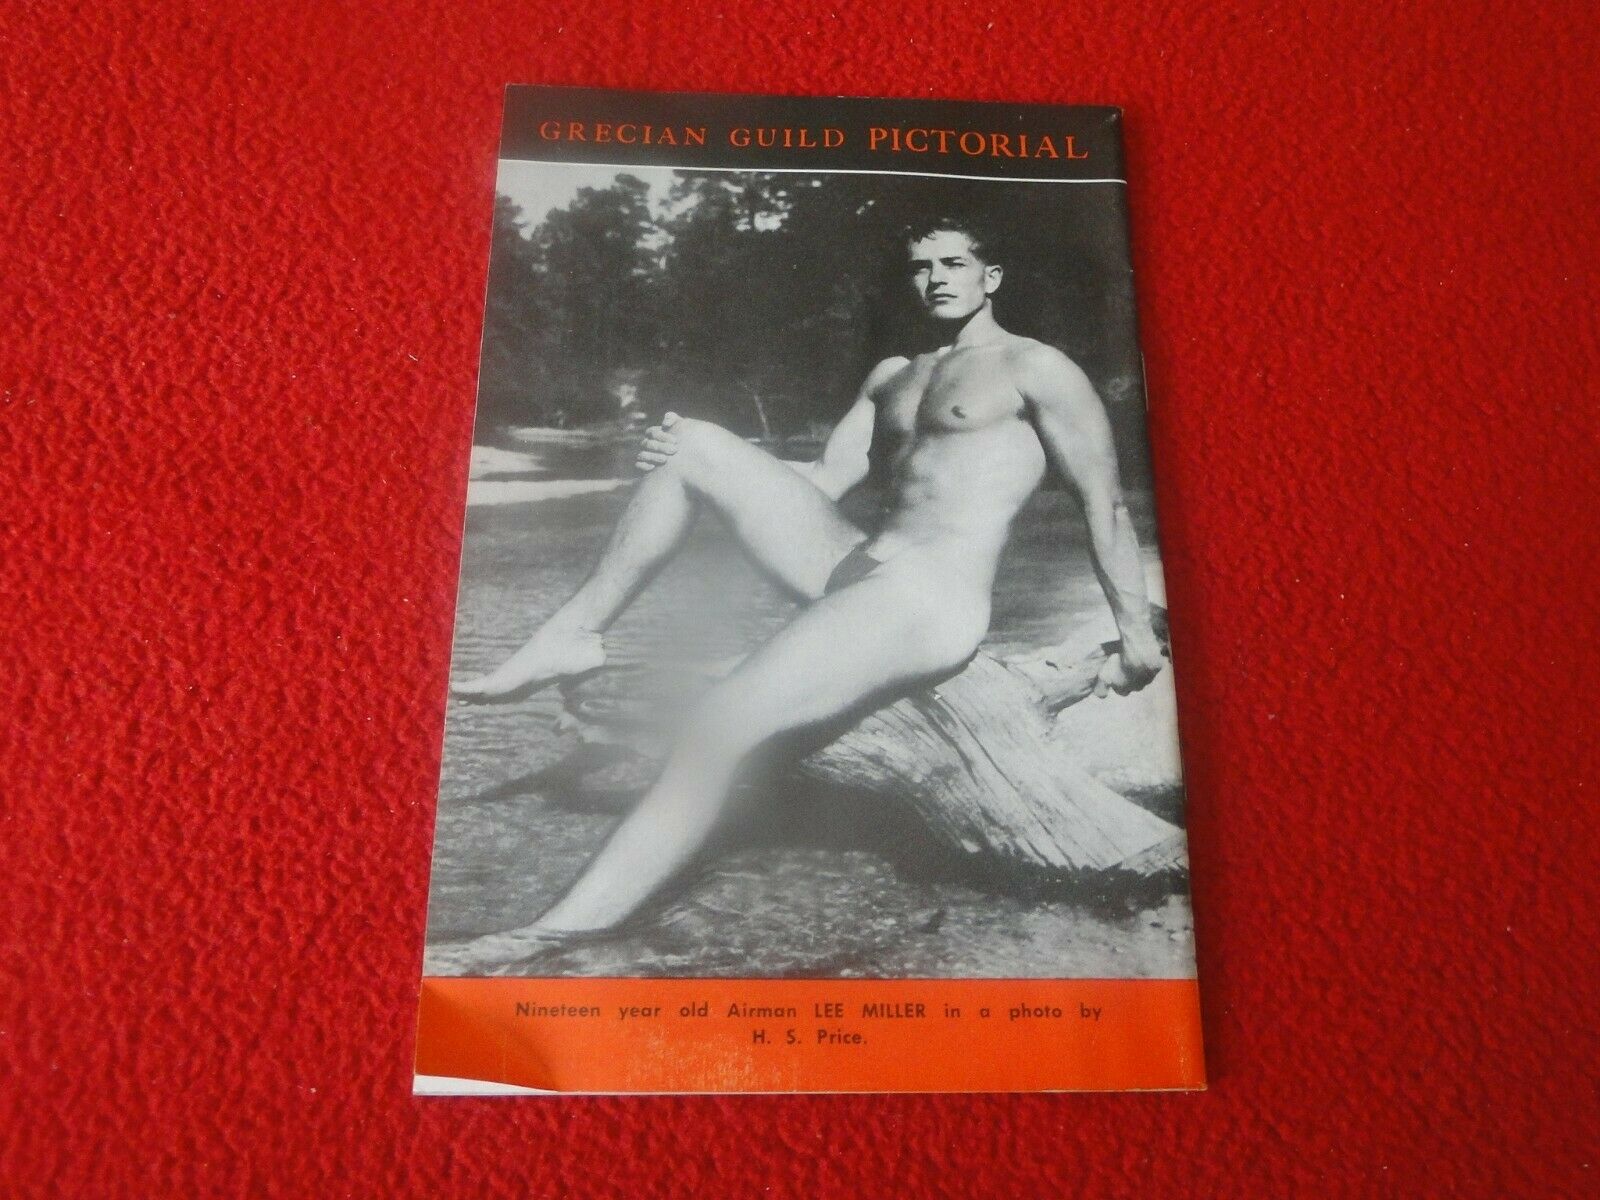 GRECIAN GUILD PICTORIAL
Nineteen year old Airman LEE MILLER in a photo by
H. S. Price.